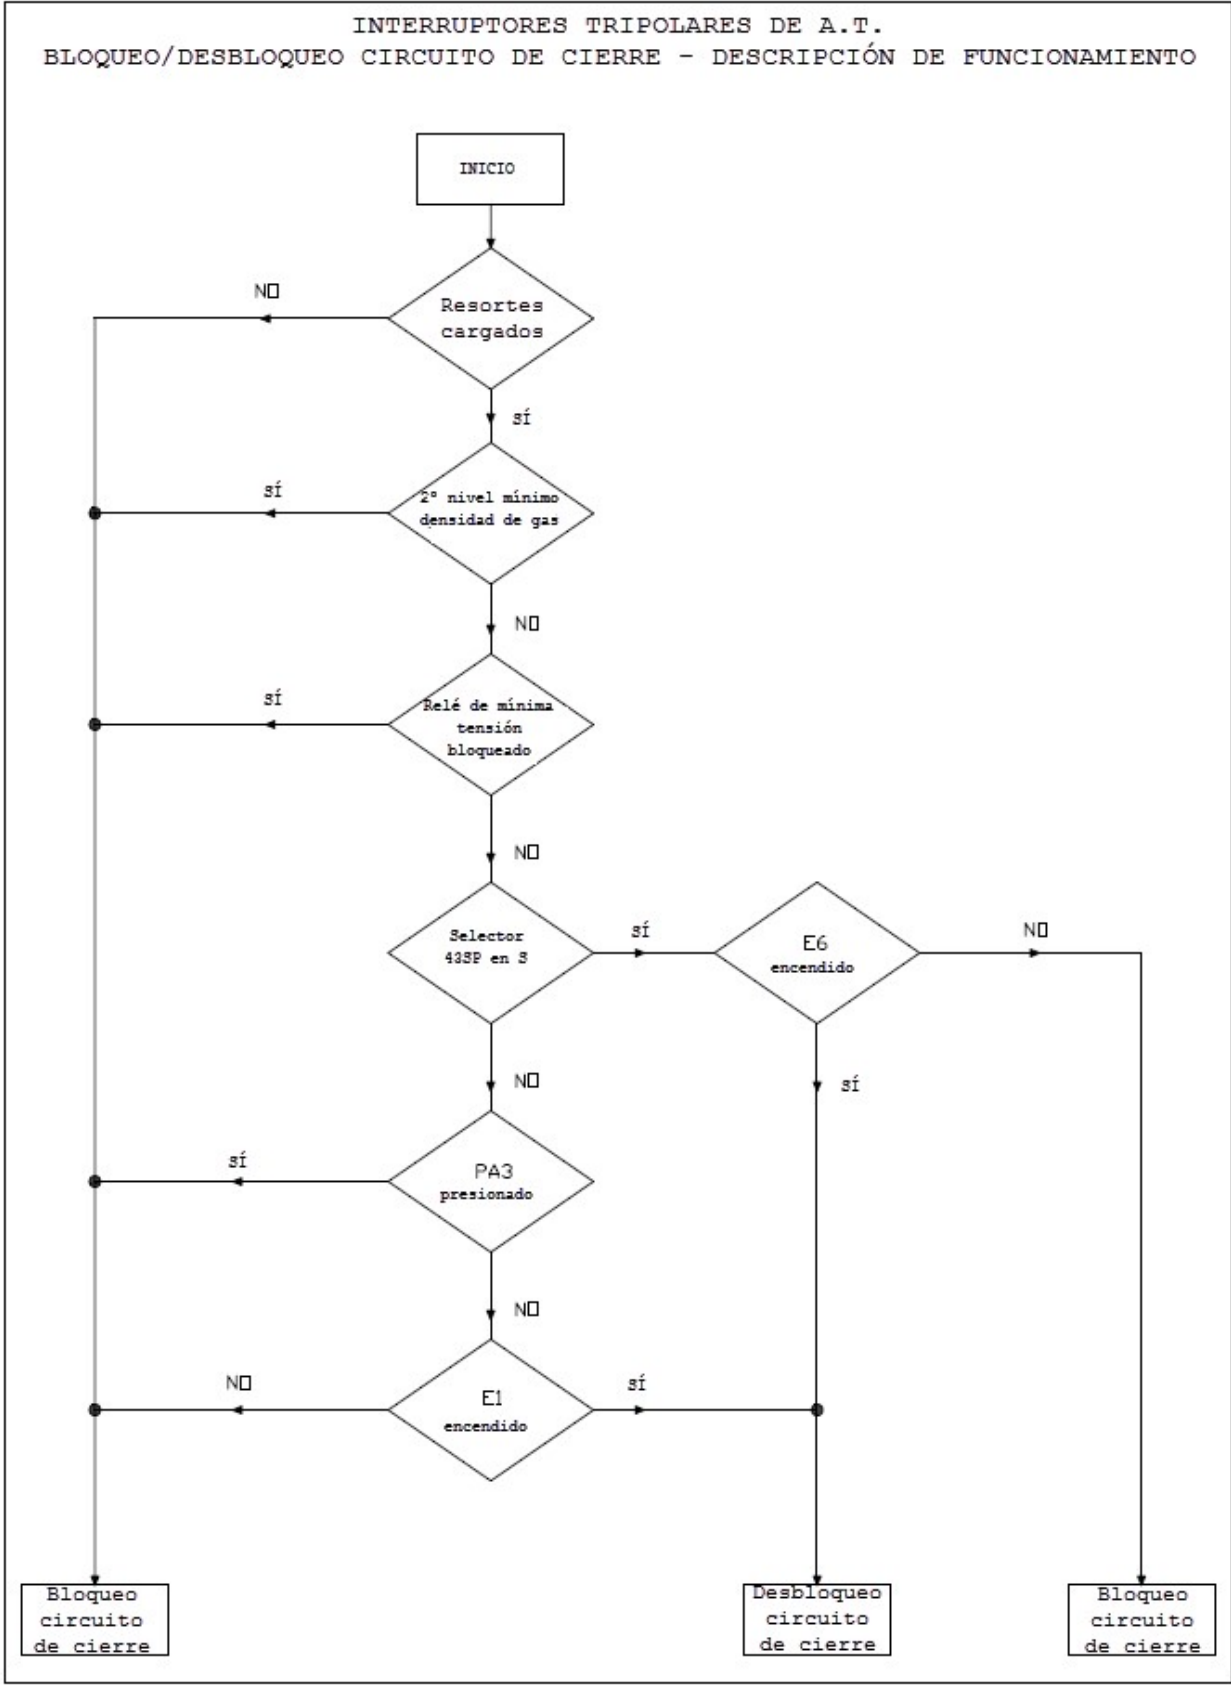 INTERRUPTORES TRIPOLARES DE A.T.
BLOQUEO/DESBLOQUEO CIRCUITO DE CIERRE - DESCRIPCIÓN DE FUNCIONAMIENTO
INICIO
NO
Resortes
cargados
SÍ
SÍ
2º nivel mínimo
densidad de gas
NO
SÍ
Relé de mínima
tensión
bloqueado
NO
Selector
43SP en S
SÍ
E6
encendido
NO
NO
SÍ
SÍ
PA3
presionado
NO
NO
E1
encendido
SÍ
Bloqueo
circuito
de cierre
Desbloqueo
circuito
de cierre
Bloqueo
circuito
de cierre